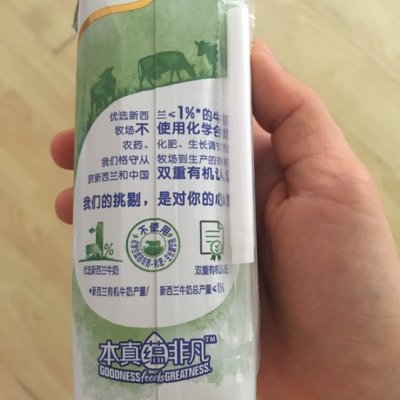 优选新西兰≤1%*的牛
牧场不使用化学合
农药、化肥、生长调节
我们恪守从牧场到生产的
获新西兰和中国双重有机认证
我们的挑剔，是对你的心
1%
不使用
优选新西兰牛奶
双重有机认证
*新西兰有机牛奶产量/新西兰牛奶总产量≤1%
本真蕴非凡™
GOODNESS feeds GREATNESS.